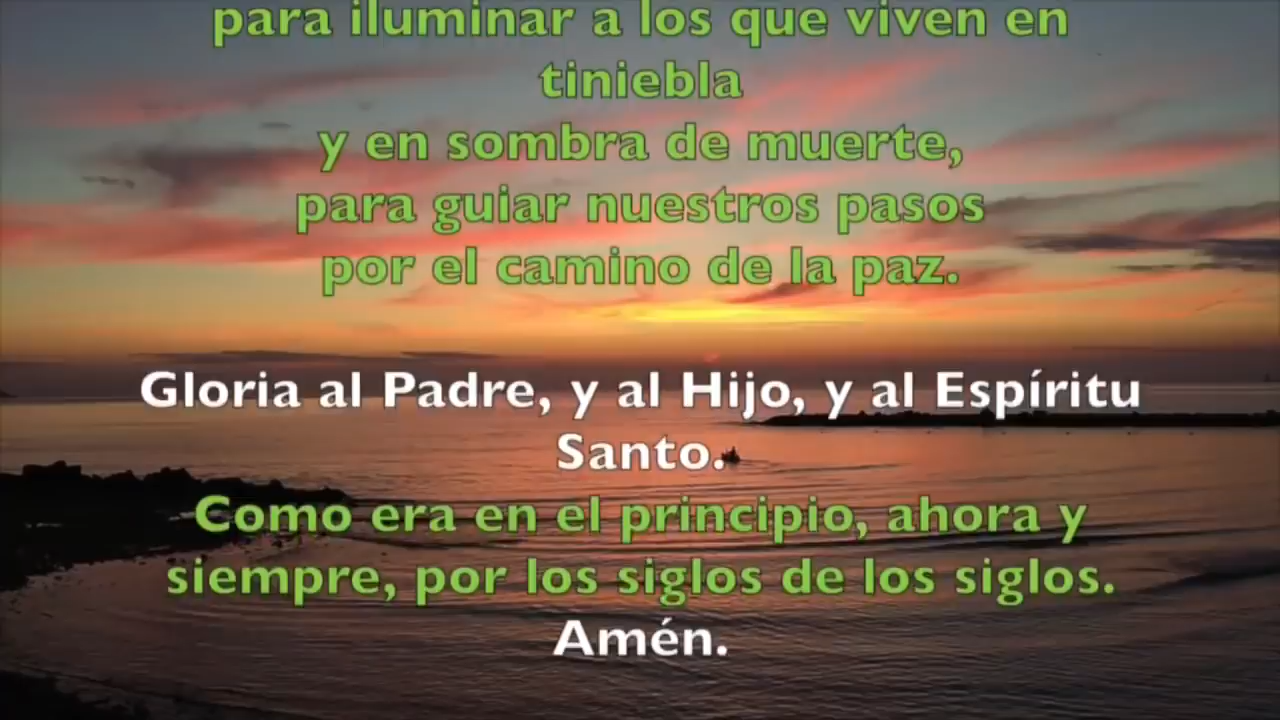 para iluminar a los que viven en
tiniebla
y en sombra de muerte,
para guiar nuestros pasos
por el camino de la paz.
Gloria al Padre, y al Hijo, y al Espíritu
Santo.
Como era en el principio, ahora y
siempre, por los siglos de los siglos.
Amén.